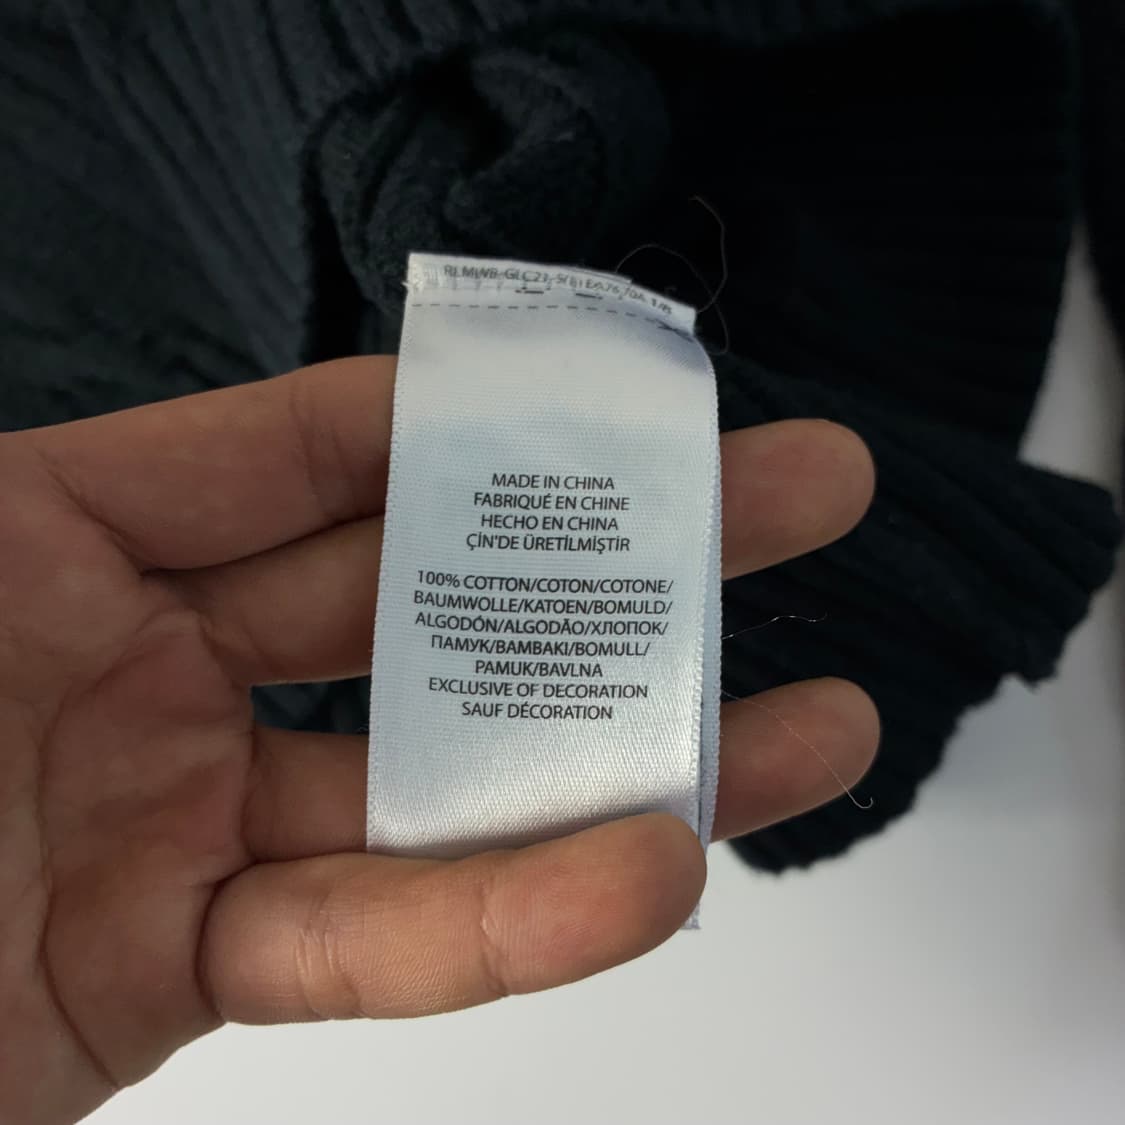 MADE IN CHINA
FABRIQUÉ EN CHINE
HECHO EN CHINA
ÇİN'DE ÜRETİLMİŞTİR
100% COTTON/COTON/COTONE/
BAUMWOLLE/KATOEN/BOMULD/
ALGODÓN/ALGODÃO/ХЛОПОК/
ПАМУК/ΒΑΜΒΑΚΙ/BOMULL/
PAMUK/BAVLNA
EXCLUSIVE OF DECORATION
SAUF DÉCORATION